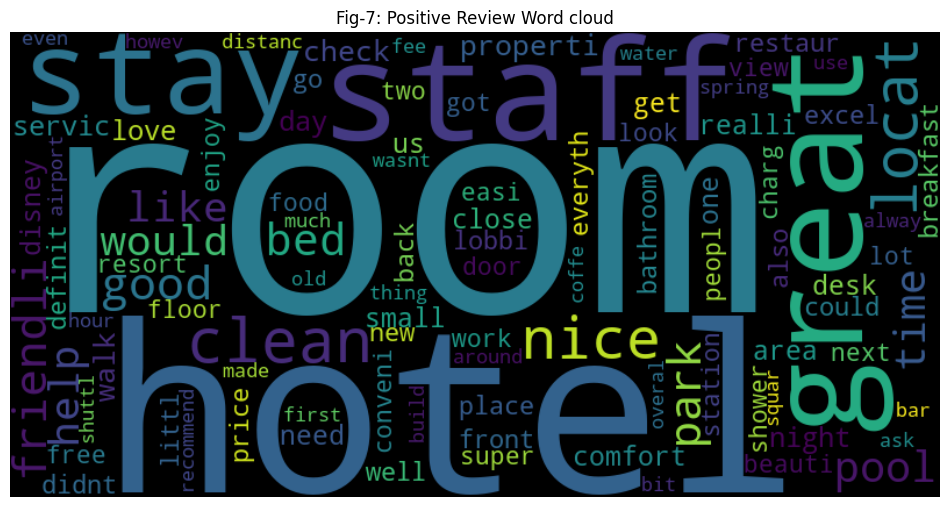 Fig-7: Positive Review Word cloud
even howev distanc check fee properti water restaur
stay staff go two got get view use
spring great locat
servic love day us look realli excel
wasnt enjoy everyth charg breakfast
disney airport room like food much easi close one alway
would bed back lobbi bathroom peopl also lot
definit resort old door coffe desk
good floor thing small could time
hour clean new work nice park station area next
friendli help walk made conveni around
shuttl hotel price first build place overal shower squar bar
littl recommend need front super night ask
free well comfort beauti pool
didnt bit